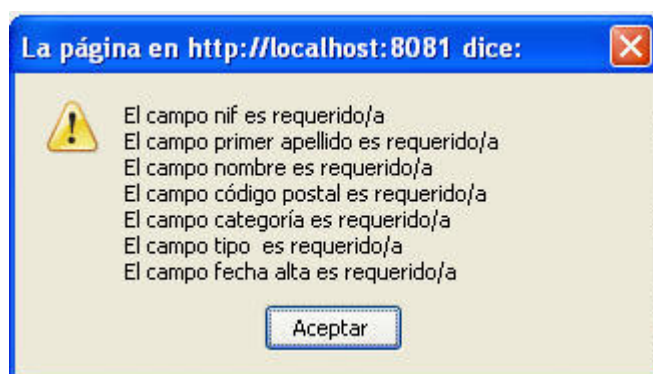 La página en http://localhost:8081 dice:
El campo nif es requerido/a
El campo primer apellido es requerido/a
El campo nombre es requerido/a
El campo código postal es requerido/a
El campo categoría es requerido/a
El campo tipo  es requerido/a
El campo fecha alta es requerido/a
Aceptar